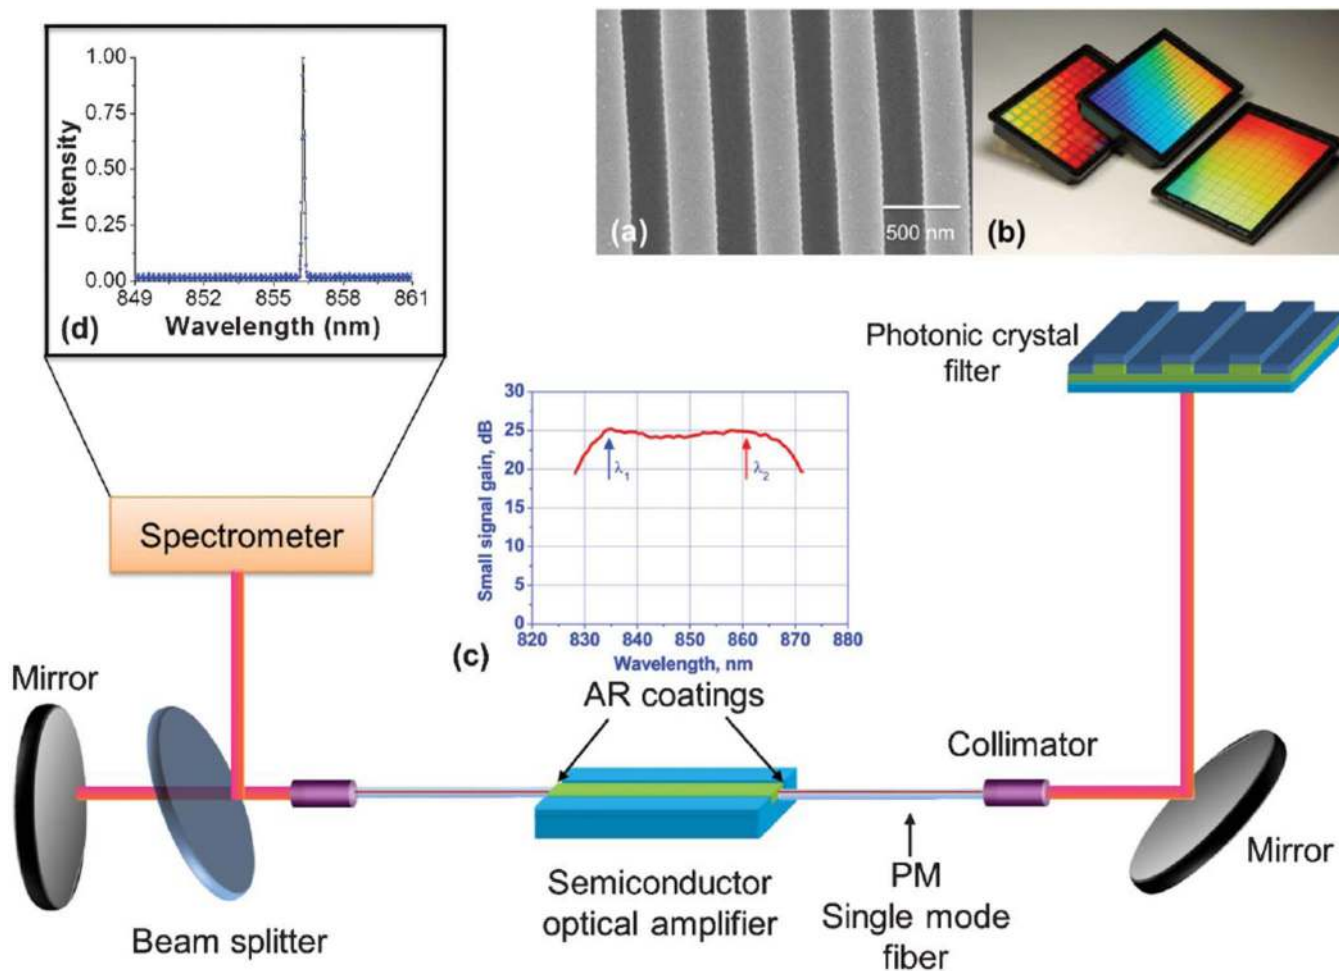 1.00
0.75
0.50
0.25
0.00
Intensity
849 852 855 858 861
Wavelength (nm)
(d)
(a)
500 nm
(b)
Photonic crystal
filter
30
25
20
15
10
5
0
Small signal gain, dB
λ1
λ2
820 830 840 850 860 870 880
Wavelength, nm
(c)
Spectrometer
AR coatings
Mirror
Collimator
Semiconductor
optical amplifier
PM
Single mode
fiber
Mirror
Beam splitter